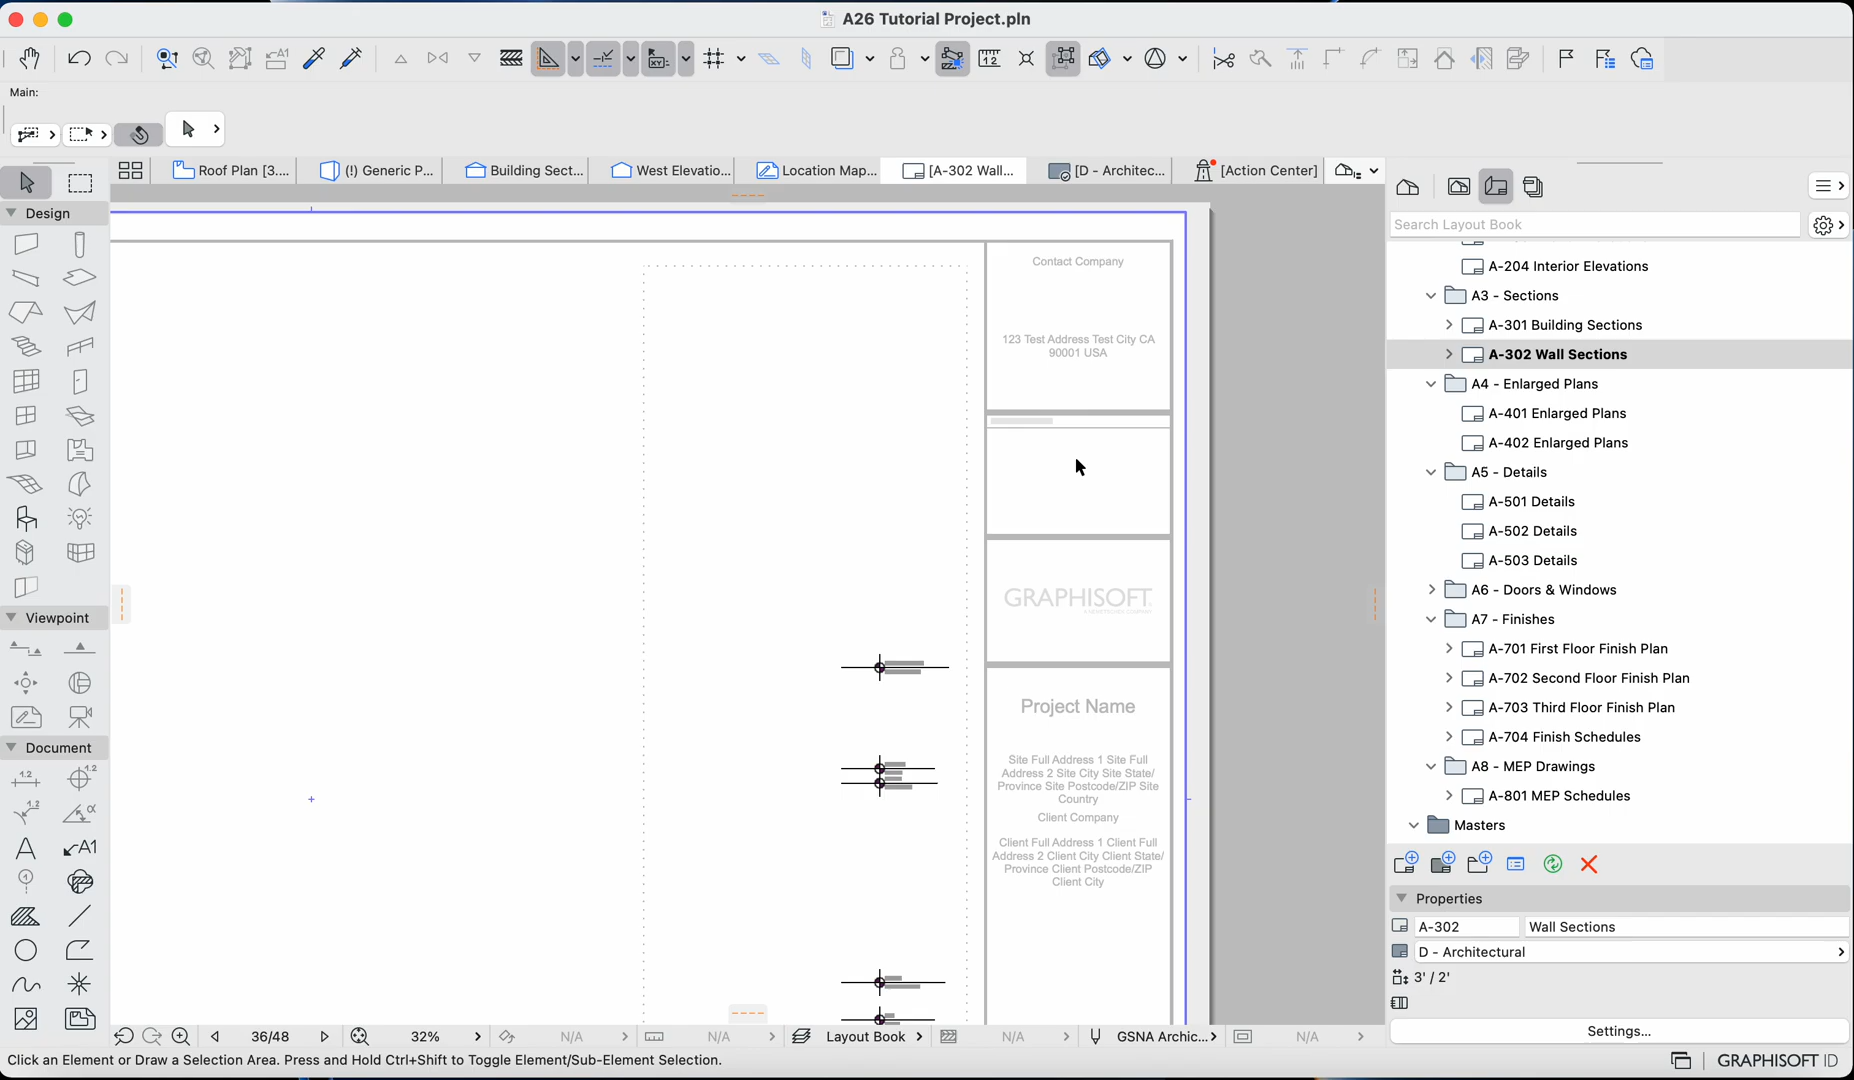 A26 Tutorial Project.pln
Main:
Roof Plan [3....
(!) Generic P...
Building Sect...
West Elevatio...
Location Map...
[A-302 Wall...
[D - Architec...
[Action Center]
Design
Viewpoint
Document
Contact Company
123 Test Address Test City CA
90001 USA
GRAPHISOFT.
Project Name
Site Full Address 1 Site Full
Address 2 Site City Site State/
Province Site Postcode/ZIP Site
Country
Client Company
Client Full Address 1 Client Full
Address 2 Client City Client State/
Province Client Postcode/ZIP
Client City
Search Layout Book
A-204 Interior Elevations
A3 - Sections
A-301 Building Sections
A-302 Wall Sections
A4 - Enlarged Plans
A-401 Enlarged Plans
A-402 Enlarged Plans
A5 - Details
A-501 Details
A-502 Details
A-503 Details
A6 - Doors & Windows
A7 - Finishes
A-701 First Floor Finish Plan
A-702 Second Floor Finish Plan
A-703 Third Floor Finish Plan
A-704 Finish Schedules
A8 - MEP Drawings
A-801 MEP Schedules
Masters
Properties
A-302
Wall Sections
D - Architectural
3' / 2'
Settings...
36/48
32%
N/A
N/A
Layout Book
N/A
GSNA Archic...
N/A
Click an Element or Draw a Selection Area. Press and Hold Ctrl+Shift to Toggle Element/Sub-Element Selection.
GRAPHISOFT ID